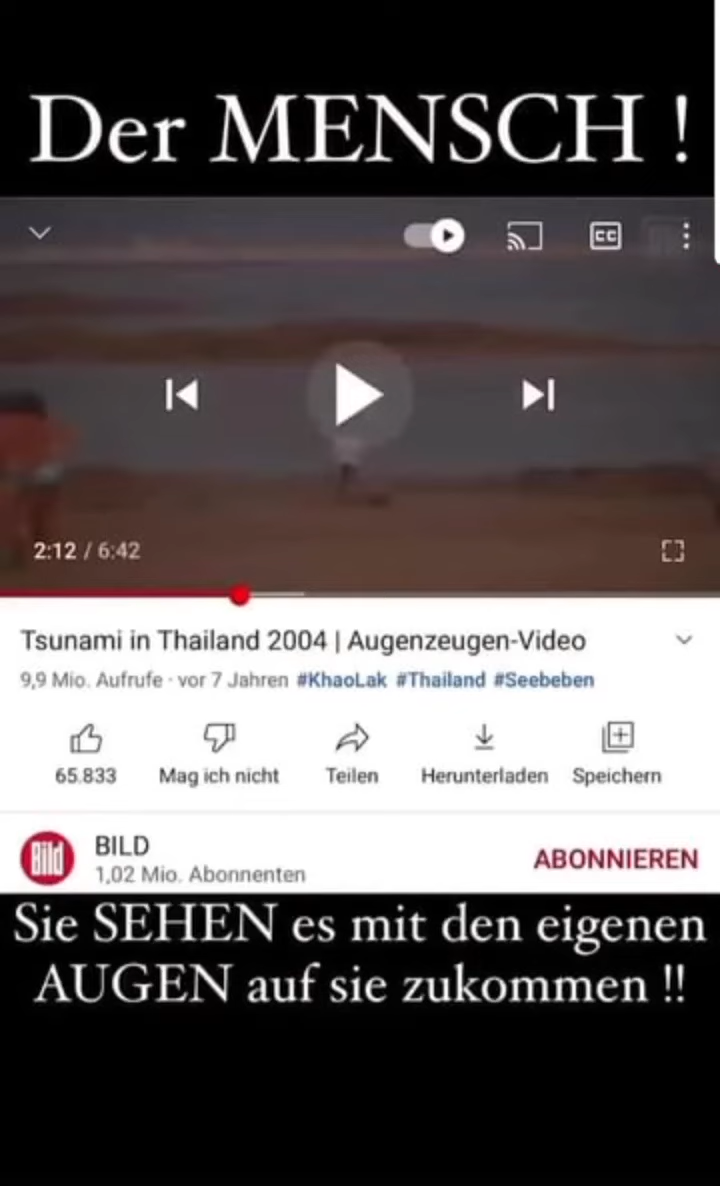 Der MENSCH !
CC
2:12 / 6:42
Tsunami in Thailand 2004 | Augenzeugen-Video
9,9 Mio. Aufrufe · vor 7 Jahren #KhaoLak #Thailand #Seebeben
65.833 Mag ich nicht Teilen Herunterladen Speichern
Bild
BILD
ABONNIEREN
1,02 Mio. Abonnenten
Sie SEHEN es mit den eigenen
AUGEN auf sie zukommen !!